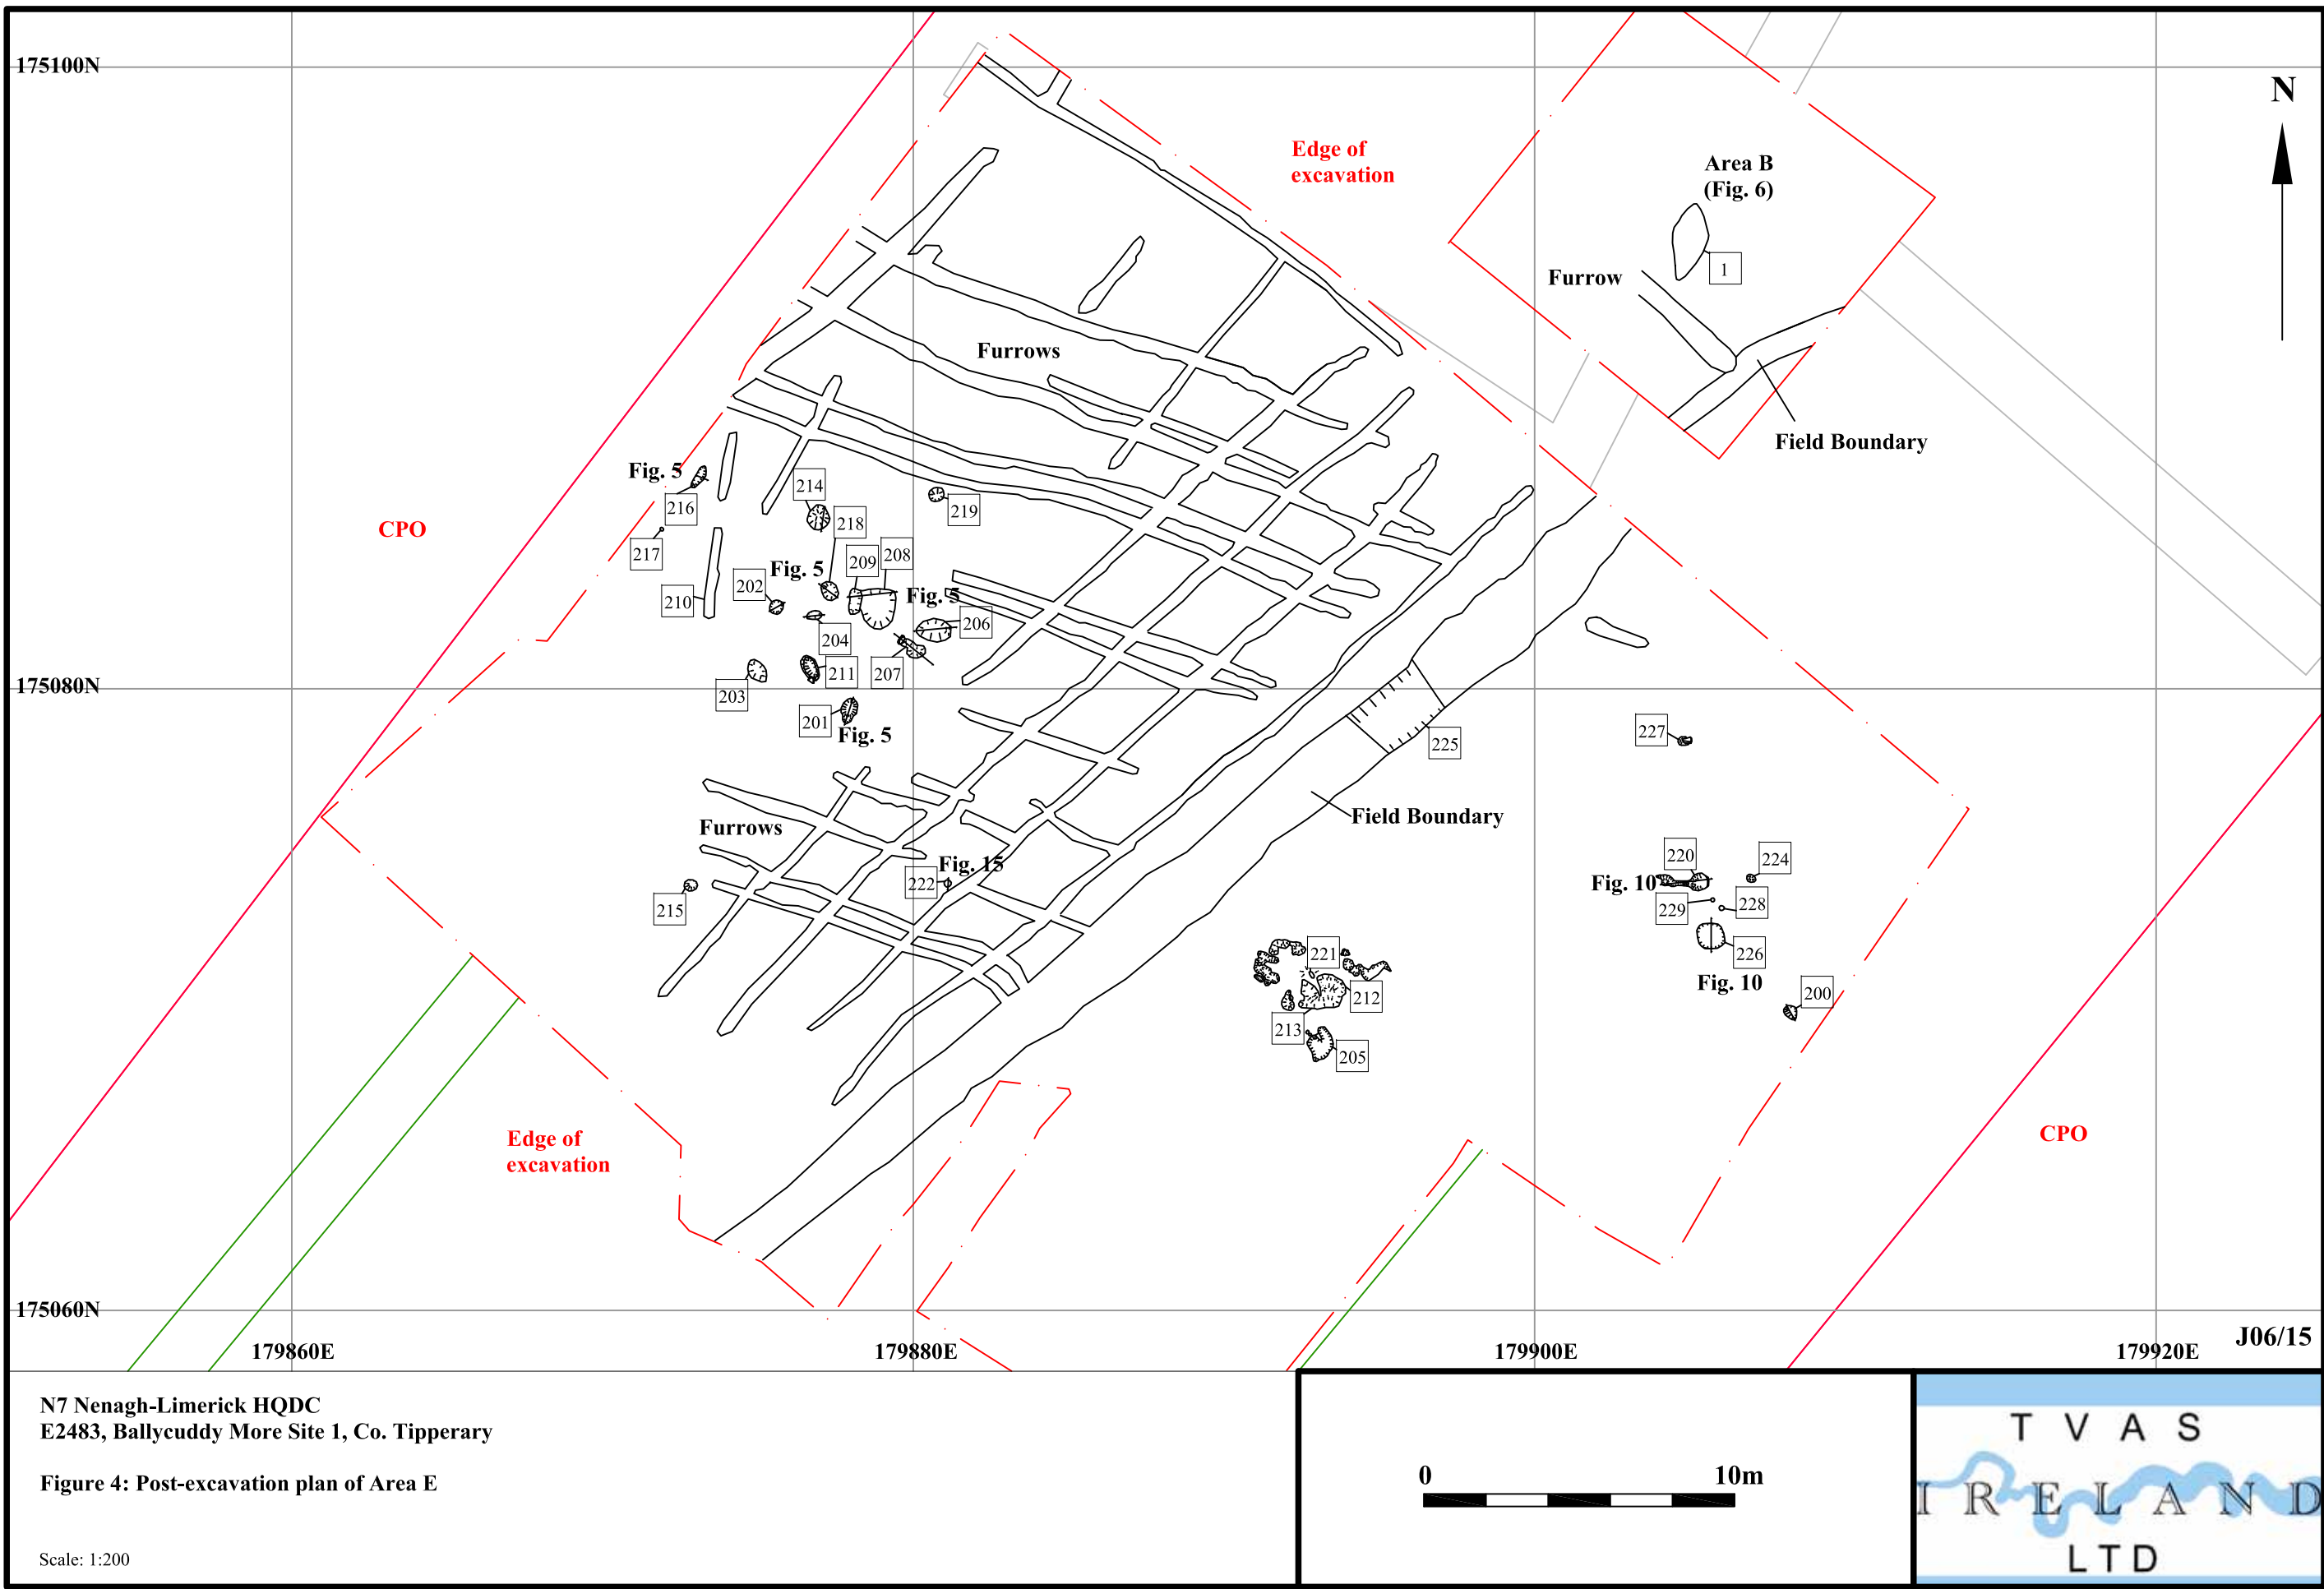 175100N
N
Edge of
excavation
Area B
(Fig. 6)
1
Furrow
Furrows
Field Boundary
Fig. 5
216
214
219
218
CPO
217
209
208
Fig. 5
202
Fig. 5
210
206
204
211
207
175080N
203
201
Fig. 5
227
225
Field Boundary
Furrows
220
224
Fig. 15
222
Fig. 10
215
229
228
221
226
Fig. 10
212
200
213
205
Edge of
excavation
CPO
175060N
J06/15
179860E
179880E
179900E
179920E
N7 Nenagh-Limerick HQDC
E2483, Ballycuddy More Site 1, Co. Tipperary
Figure 4: Post-excavation plan of Area E
Scale: 1:200
0
10m
TVAS
IRELAND
LTD